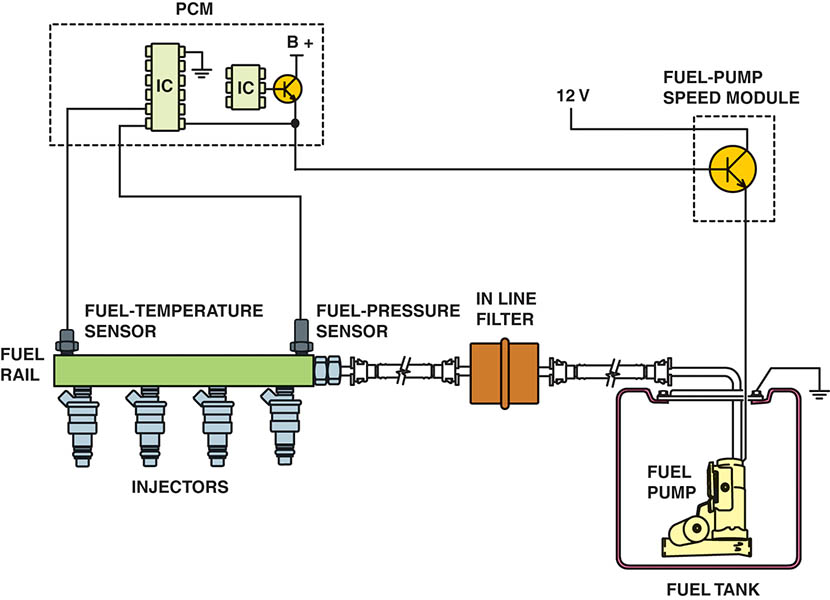 PCM
B +
IC
IC
FUEL-PUMP
SPEED MODULE
12 V
FUEL-TEMPERATURE
SENSOR
FUEL-PRESSURE
SENSOR
IN LINE
FILTER
FUEL
RAIL
INJECTORS
FUEL
PUMP
FUEL TANK